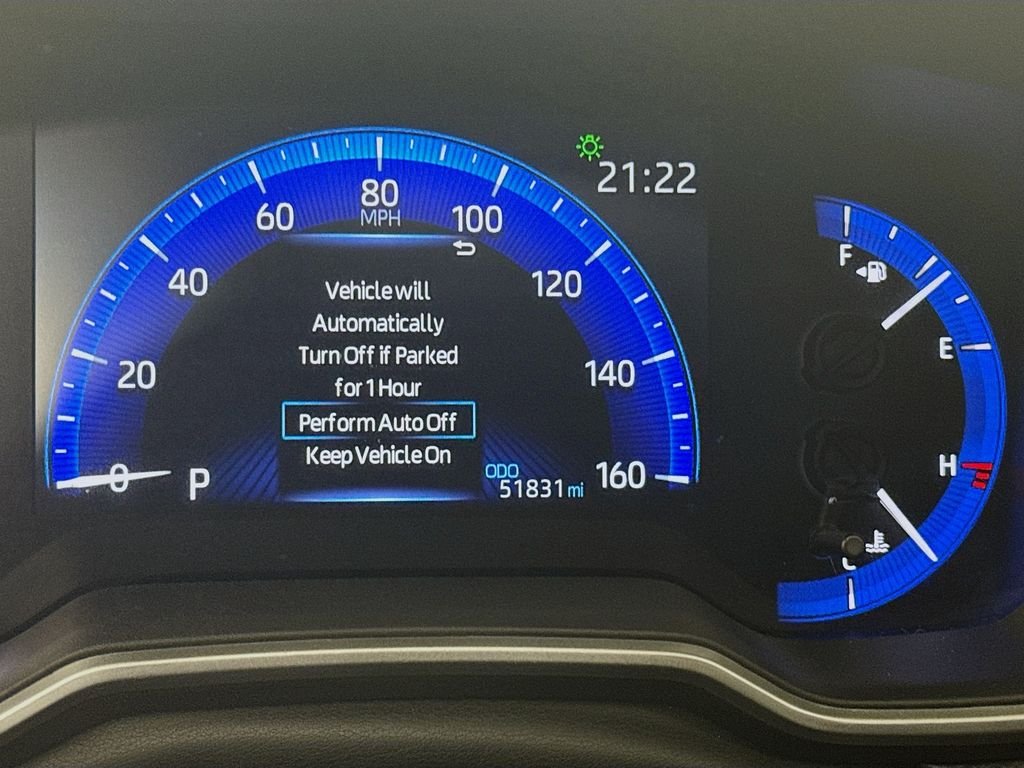 21:22
80
MPH
60
100
40
120
20
140
0
160
P
Vehicle will
Automatically
Turn Off if Parked
for 1 Hour
Perform Auto Off
Keep Vehicle On
ODO
51831 mi
F
E
H
C